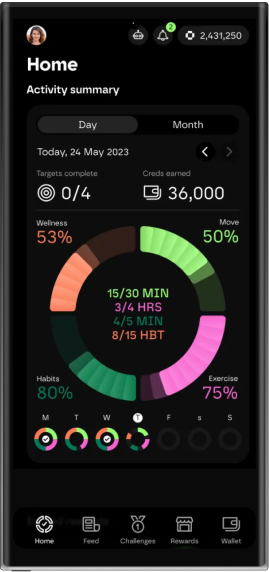 2
2,431,250
Home
Activity summary
Day Month
Today, 24 May 2023
Targets complete Creds earned
0/4 36,000
Wellness Move
53% 50%
15/30 MIN
3/4 HRS
4/5 MIN
8/15 HBT
Habits Exercise
80% 75%
M T W T F s S
Home Feed Challenges Rewards Wallet